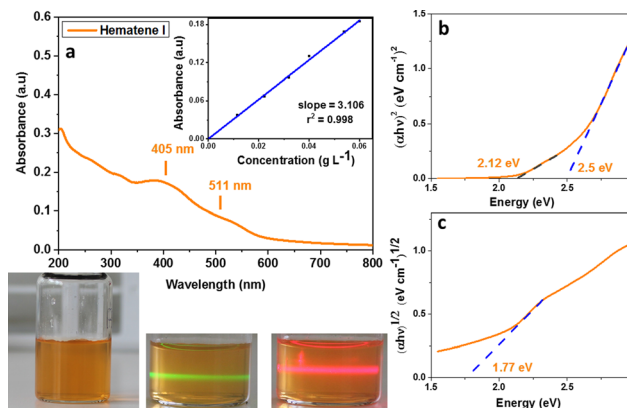 Hematene I
a
Absorbance (a.u)
0.6
0.5
0.4
0.3
0.2
0.1
0.0
200 300 400 500 600 700 800
Wavelength (nm)
405 nm
511 nm
Absorbance (a.u)
0.18
0.12
0.06
0.00
0.00 0.02 0.04 0.06
Concentration (g L-1)
slope = 3.106
r2 = 0.998
b
(αhν)2 (eV cm-1)2
1.5
1.0
0.5
0.0
1.5 2.0 2.5
Energy (eV)
2.12 eV
2.5 eV
c
(αhν)1/2 (eV cm-1)1/2
1.5
1.0
0.5
0.0
1.5 2.0 2.5
Energy (eV)
1.77 eV